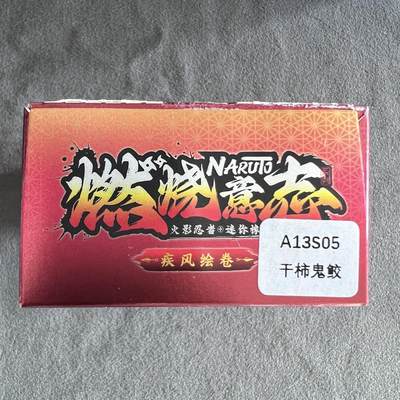 NARUTO
燃烧意志
火影忍者+迷你
疾风绘卷
A13S05
干柿鬼鲛